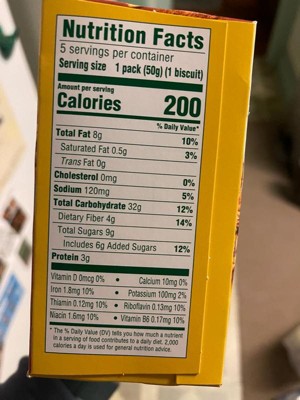 Nutrition Facts
5 servings per container
Serving size 1 pack (50g) (1 biscuit)
Amount per serving
Calories 200
% Daily Value*
Total Fat 8g 10%
Saturated Fat 0.5g 3%
Trans Fat 0g
Cholesterol 0mg 0%
Sodium 120mg 5%
Total Carbohydrate 32g 12%
Dietary Fiber 4g 14%
Total Sugars 9g
Includes 6g Added Sugars 12%
Protein 3g
Vitamin D 0mcg 0% • Calcium 10mg 0%
Iron 1.8mg 10% • Potassium 100mg 2%
Thiamin 0.12mg 10% • Riboflavin 0.13mg 10%
Niacin 1.6mg 10% • Vitamin B6 0.17mg 10%
* The % Daily Value (DV) tells you how much a nutrient
in a serving of food contributes to a daily diet. 2,000
calories a day is used for general nutrition advice.